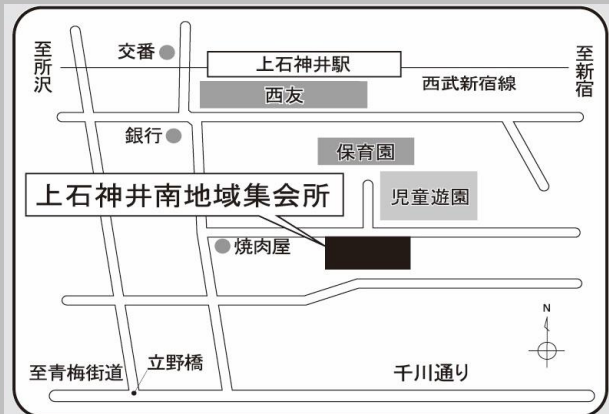 至所沢
交番
上石神井駅
至新宿
西友
西武新宿線
銀行
保育園
上石神井南地域集会所
児童遊園
焼肉屋
N
至青梅街道
立野橋
千川通り